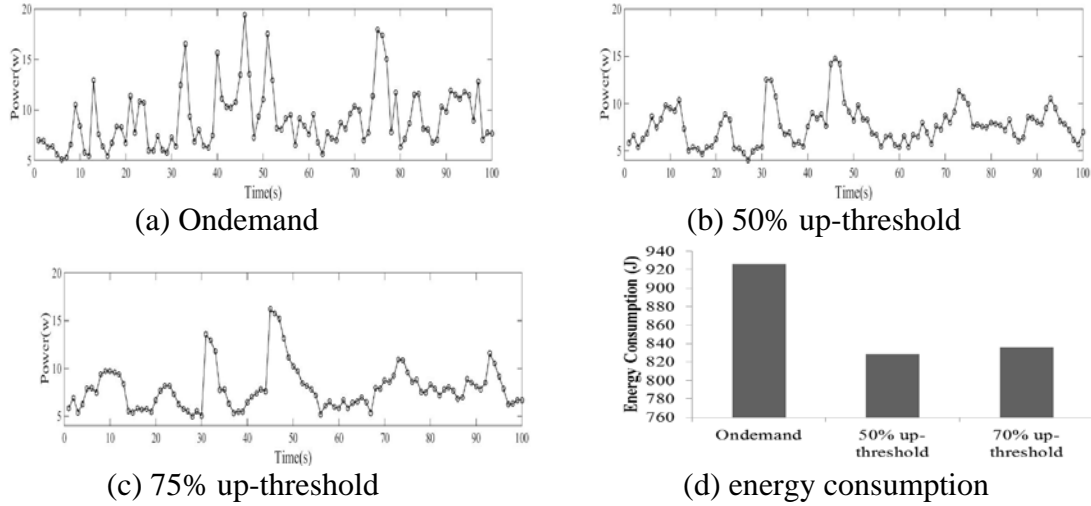 20
15
10
5
Power(w)
0 10 20 30 40 50 60 70 80 90 100
Time(s)
(a) Ondemand
20
15
10
5
Power(w)
0 10 20 30 40 50 60 70 80 90 100
Time(s)
(b) 50% up-threshold
20
15
10
5
Power(w)
0 10 20 30 40 50 60 70 80 90 100
Time(s)
(c) 75% up-threshold
940
920
900
880
860
840
820
800
780
760
Energy Consumption (J)
Ondemand
50% up-
threshold
70% up-
threshold
(d) energy consumption